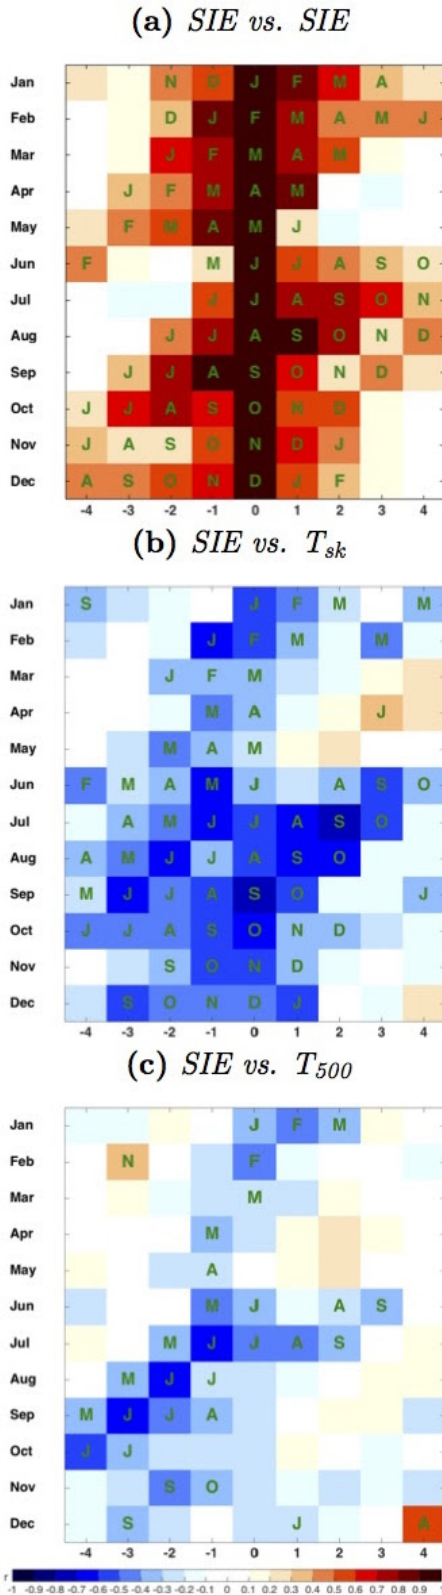 (a) SIE vs. SIE
Jan N D J F M A
Feb D J F M A M J
Mar J F M A M
Apr J F M A M
May F M A M J
Jun F M J J A S O
Jul J J A S O N
Aug J J A S O N D
Sep J J A S O N D
Oct J J A S O N D
Nov J A S O N D J
Dec A S O N D J F
-4 -3 -2 -1 0 1 2 3 4
(b) SIE vs. Tsk
Jan S J F M M
Feb J F M M
Mar J F M
Apr M A J
May M A M
Jun F M A M J A S O
Jul A M J J A S O
Aug A M J J A S O
Sep M J J A S O J
Oct J J A S O N D
Nov S O N D
Dec S O N D J
-4 -3 -2 -1 0 1 2 3 4
(c) SIE vs. T500
Jan J F M
Feb N F
Mar M
Apr M
May A
Jun M J A S
Jul M J J A S
Aug M J J
Sep M J J A
Oct J J
Nov S O
Dec S J A
-4 -3 -2 -1 0 1 2 3 4
r
-1 -0.9 -0.8 -0.7 -0.6 -0.5 -0.4 -0.3 -0.2 -0.1 0 0.1 0.2 0.3 0.4 0.5 0.6 0.7 0.8 0.9 1